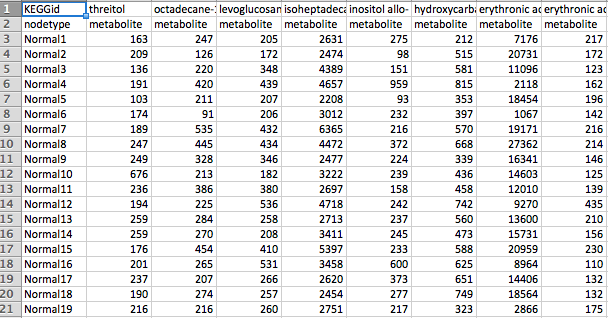 1 KEGGid threitol octadecane-1 levoglucosan isoheptadeca inositol allo- hydroxycarba erythronic ac erythronic ac
2 nodetype metabolite metabolite metabolite metabolite metabolite metabolite metabolite metabolite
3 Normal1 163 247 205 2631 275 212 7176 217
4 Normal2 209 126 172 2474 98 515 20731 172
5 Normal3 136 220 348 4389 151 581 11096 123
6 Normal4 191 420 439 4657 959 815 2118 162
7 Normal5 103 211 207 2208 93 353 18454 196
8 Normal6 174 91 206 3012 232 397 1067 142
9 Normal7 189 535 432 6365 216 570 19171 216
10 Normal8 247 445 434 4472 372 668 27362 214
11 Normal9 249 328 346 2477 224 339 16341 146
12 Normal10 676 213 182 3222 239 436 14603 125
13 Normal11 236 386 380 2697 158 458 12010 139
14 Normal12 194 225 536 4718 242 742 9270 435
15 Normal13 259 284 258 2713 237 560 13600 210
16 Normal14 259 270 208 3411 245 473 15731 156
17 Normal15 176 454 410 5397 233 588 20959 230
18 Normal16 201 265 531 3458 600 625 8964 110
19 Normal17 237 207 266 2620 373 651 14406 132
20 Normal18 190 274 257 2454 277 749 18564 132
21 Normal19 216 216 260 2751 217 323 2866 175